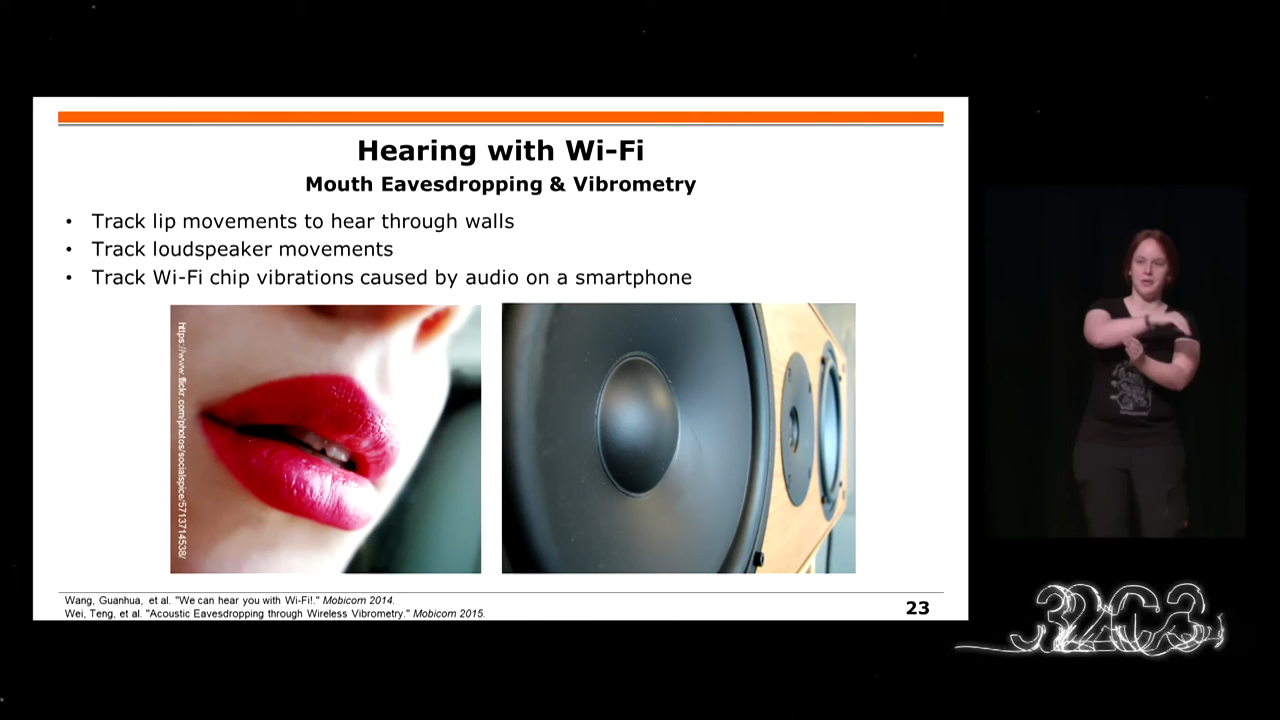 Hearing with Wi-Fi
Mouth Eavesdropping & Vibrometry
• Track lip movements to hear through walls
• Track loudspeaker movements
• Track Wi-Fi chip vibrations caused by audio on a smartphone
https://www.flickr.com/photos/socialspice/5713714538/
Wang, Guanhua, et al. "We can hear you with Wi-Fi!." Mobicom 2014.
Wei, Teng, et al. "Acoustic Eavesdropping through Wireless Vibrometry." Mobicom 2015.
23
32C3